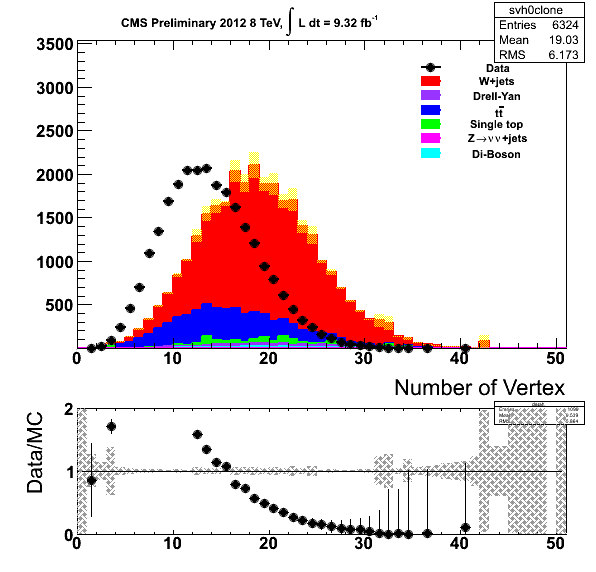 CMS Preliminary 2012 8 TeV, ∫ L dt = 9.32 fb⁻¹
svh0clone
Entries 6324
Mean 19.03
RMS 6.173
3500
3000
2500
2000
1500
1000
500
Data
W+jets
Drell-Yan
tt̅
Single top
Z→νν+jets
Di-Boson
0 10 20 30 40 50
Number of Vertex
Data/MC
2
1
0
0 10 20 30 40 50